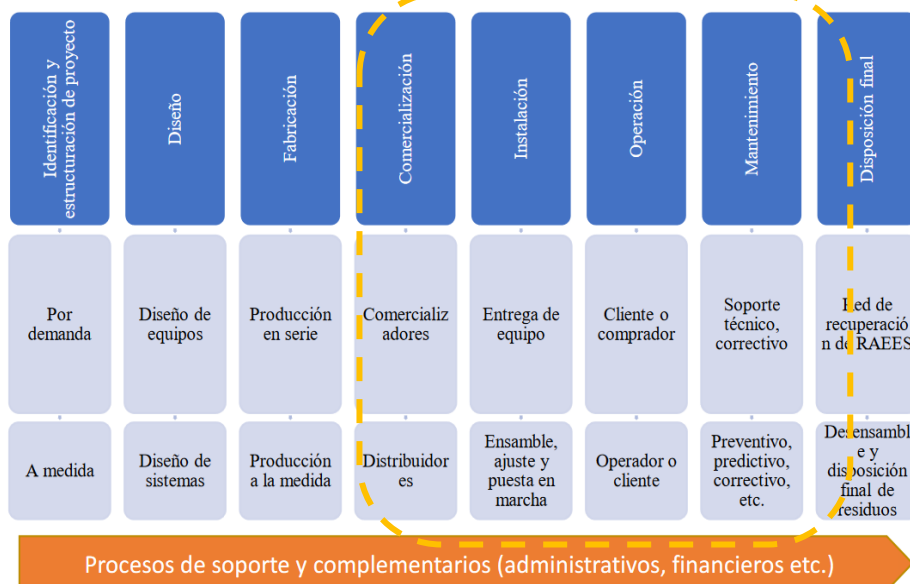 Identificación y
estructuración de proyecto
Diseño
Fabricación
Comercialización
Instalación
Operación
Mantenimiento
Disposición final
Por
demanda
Diseño de
equipos
Producción
en serie
Comercializ
adores
Entrega de
equipo
Cliente o
comprador
Soporte
técnico,
correctivo
Red de
recuperació
n de RAEES
A medida
Diseño de
sistemas
Producción
a la medida
Distribuidor
es
Ensamble,
ajuste y
puesta en
marcha
Operador o
cliente
Preventivo,
predictivo,
correctivo,
etc.
Desensambl
e y
disposición
final de
residuos
Procesos de soporte y complementarios (administrativos, financieros etc.)